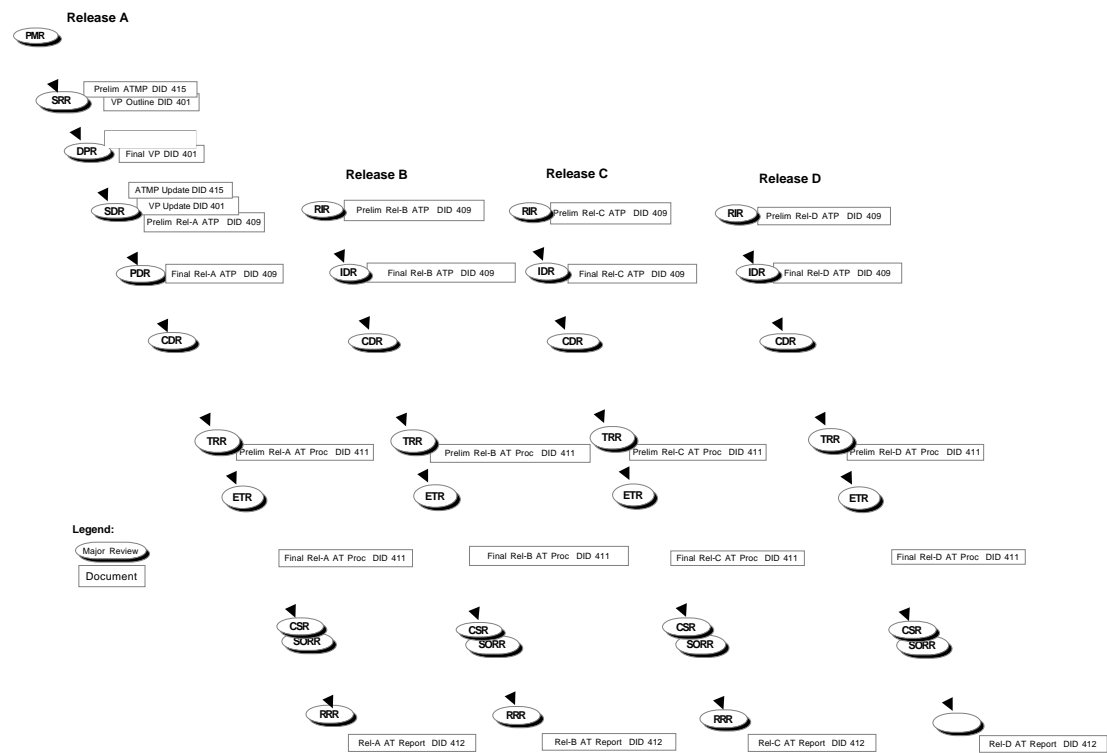 Release A
PMR
Prelim ATMP DID 415
SRR
VP Outline DID 401
DPR
Final VP DID 401
Release B
Release C
Release D
ATMP Update DID 415
VP Update DID 401
SDR
Prelim Rel-A ATP DID 409
RIR
Prelim Rel-B ATP DID 409
RIR
Prelim Rel-C ATP DID 409
RIR
Prelim Rel-D ATP DID 409
PDR
Final Rel-A ATP DID 409
IDR
Final Rel-B ATP DID 409
IDR
Final Rel-C ATP DID 409
IDR
Final Rel-D ATP DID 409
CDR
CDR
CDR
CDR
TRR
Prelim Rel-A AT Proc DID 411
TRR
Prelim Rel-B AT Proc DID 411
TRR
Prelim Rel-C AT Proc DID 411
TRR
Prelim Rel-D AT Proc DID 411
ETR
ETR
ETR
ETR
Legend:
Major Review
Document
Final Rel-A AT Proc DID 411
Final Rel-B AT Proc DID 411
Final Rel-C AT Proc DID 411
Final Rel-D AT Proc DID 411
CSR
SORR
CSR
SORR
CSR
SORR
CSR
SORR
RRR
Rel-A AT Report DID 412
RRR
Rel-B AT Report DID 412
RRR
Rel-C AT Report DID 412
Rel-D AT Report DID 412